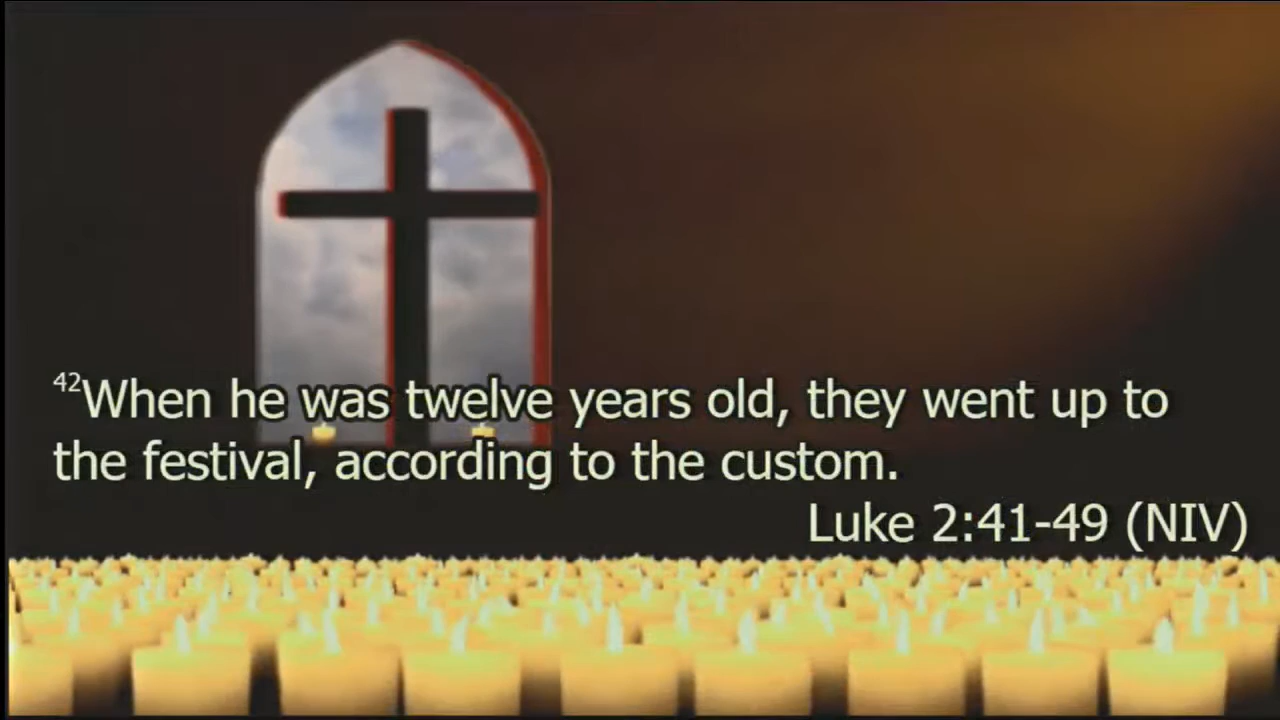 42When he was twelve years old, they went up to
the festival, according to the custom.
Luke 2:41-49 (NIV)